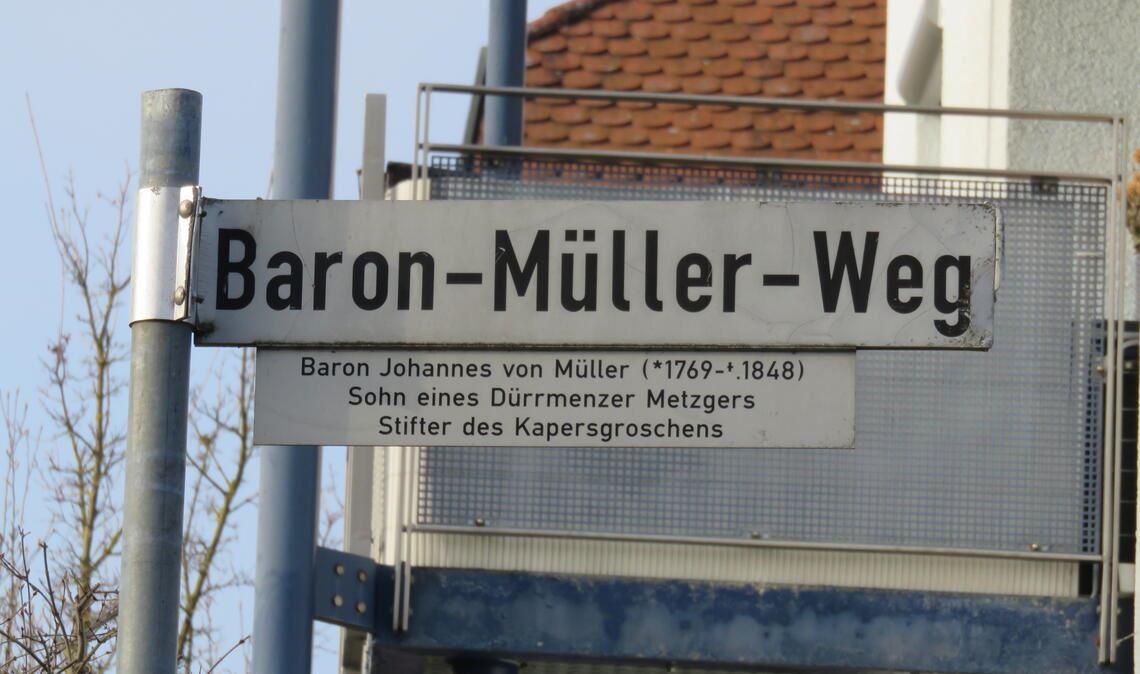 Baron-Müller-Weg
Baron Johannes von Müller (*1769-✝.1848)
Sohn eines Dürrmenzer Metzgers
Stifter des Kapersgroschens